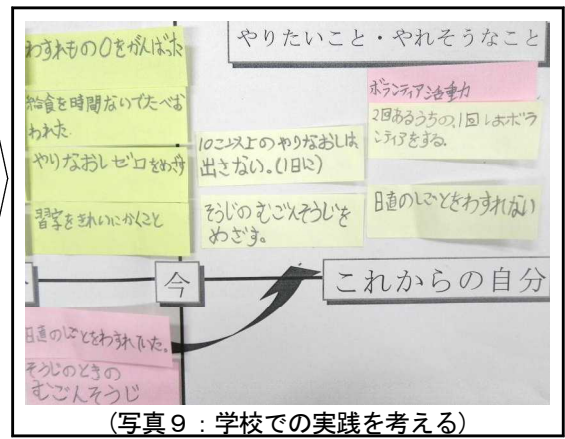 やりたいこと・やれそうなこと
わすれもの0をがんばった
給食を時間ないでたべお
われた
やりなおしゼロをめざす
習字をきれいにかくこと
10こ以上のやりなおしは
出さない。(1日に)
そうじのむごんそうじを
めざす。
ボランティア活動
2回あるうちの、1回はボラ
ンティアをする。
日直のしごとをわすれない
今
これからの自分
日直のしごとをわすれていた。
そうじのときの
むごんそうじ
(写真9:学校での実践を考える)